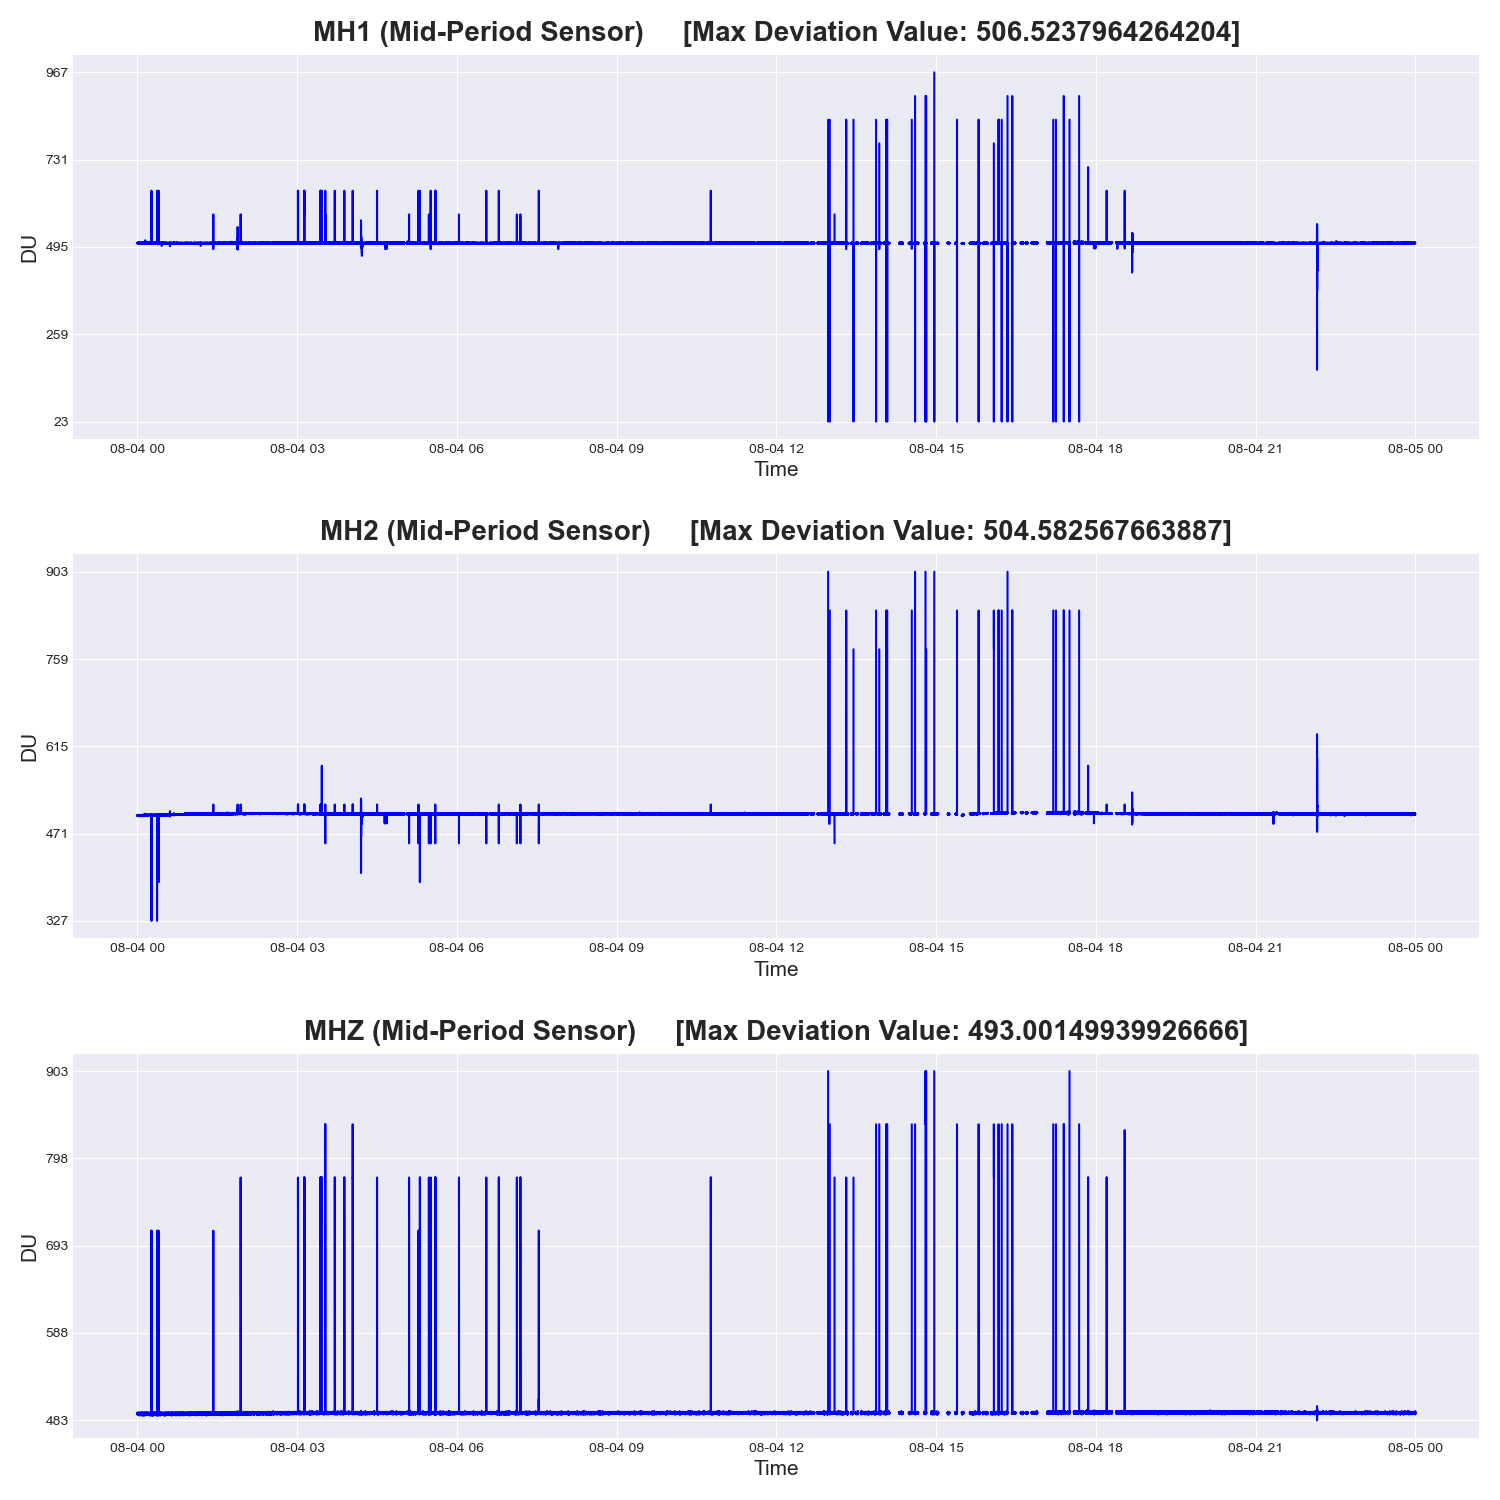 MH1 (Mid-Period Sensor) [Max Deviation Value: 506.5237964264204]
967
731
495
259
23
DU
08-04 00 08-04 03 08-04 06 08-04 09 08-04 12 08-04 15 08-04 18 08-04 21 08-05 00
Time
MH2 (Mid-Period Sensor) [Max Deviation Value: 504.582567663887]
903
759
615
471
327
DU
08-04 00 08-04 03 08-04 06 08-04 09 08-04 12 08-04 15 08-04 18 08-04 21 08-05 00
Time
MHZ (Mid-Period Sensor) [Max Deviation Value: 493.00149939926666]
903
798
693
588
483
DU
08-04 00 08-04 03 08-04 06 08-04 09 08-04 12 08-04 15 08-04 18 08-04 21 08-05 00
Time